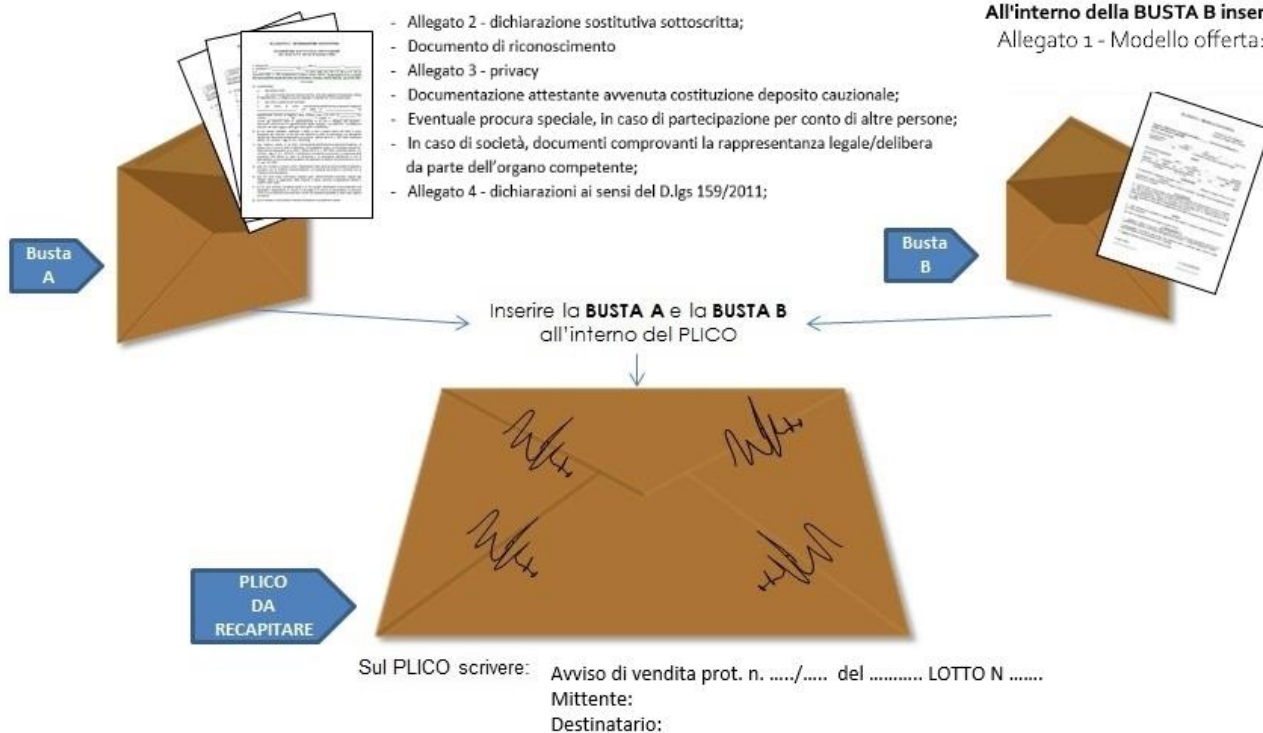 - Allegato 2 - dichiarazione sostitutiva sottoscritta;
- Documento di riconoscimento
- Allegato 3 - privacy
- Documentazione attestante avvenuta costituzione deposito cauzionale;
- Eventuale procura speciale, in caso di partecipazione per conto di altre persone;
- In caso di società, documenti comprovanti la rappresentanza legale/delibera
da parte dell'organo competente;
- Allegato 4 - dichiarazioni ai sensi del D.lgs 159/2011;
All'interno della BUSTA B inser
Allegato 1 - Modello offerta:
Busta
A
Busta
B
Inserire la BUSTA A e la BUSTA B
all'interno del PLICO
PLICO
DA
RECAPITARE
Sul PLICO scrivere: Avviso di vendita prot. n. ...../..... del ........... LOTTO N .......
Mittente:
Destinatario: